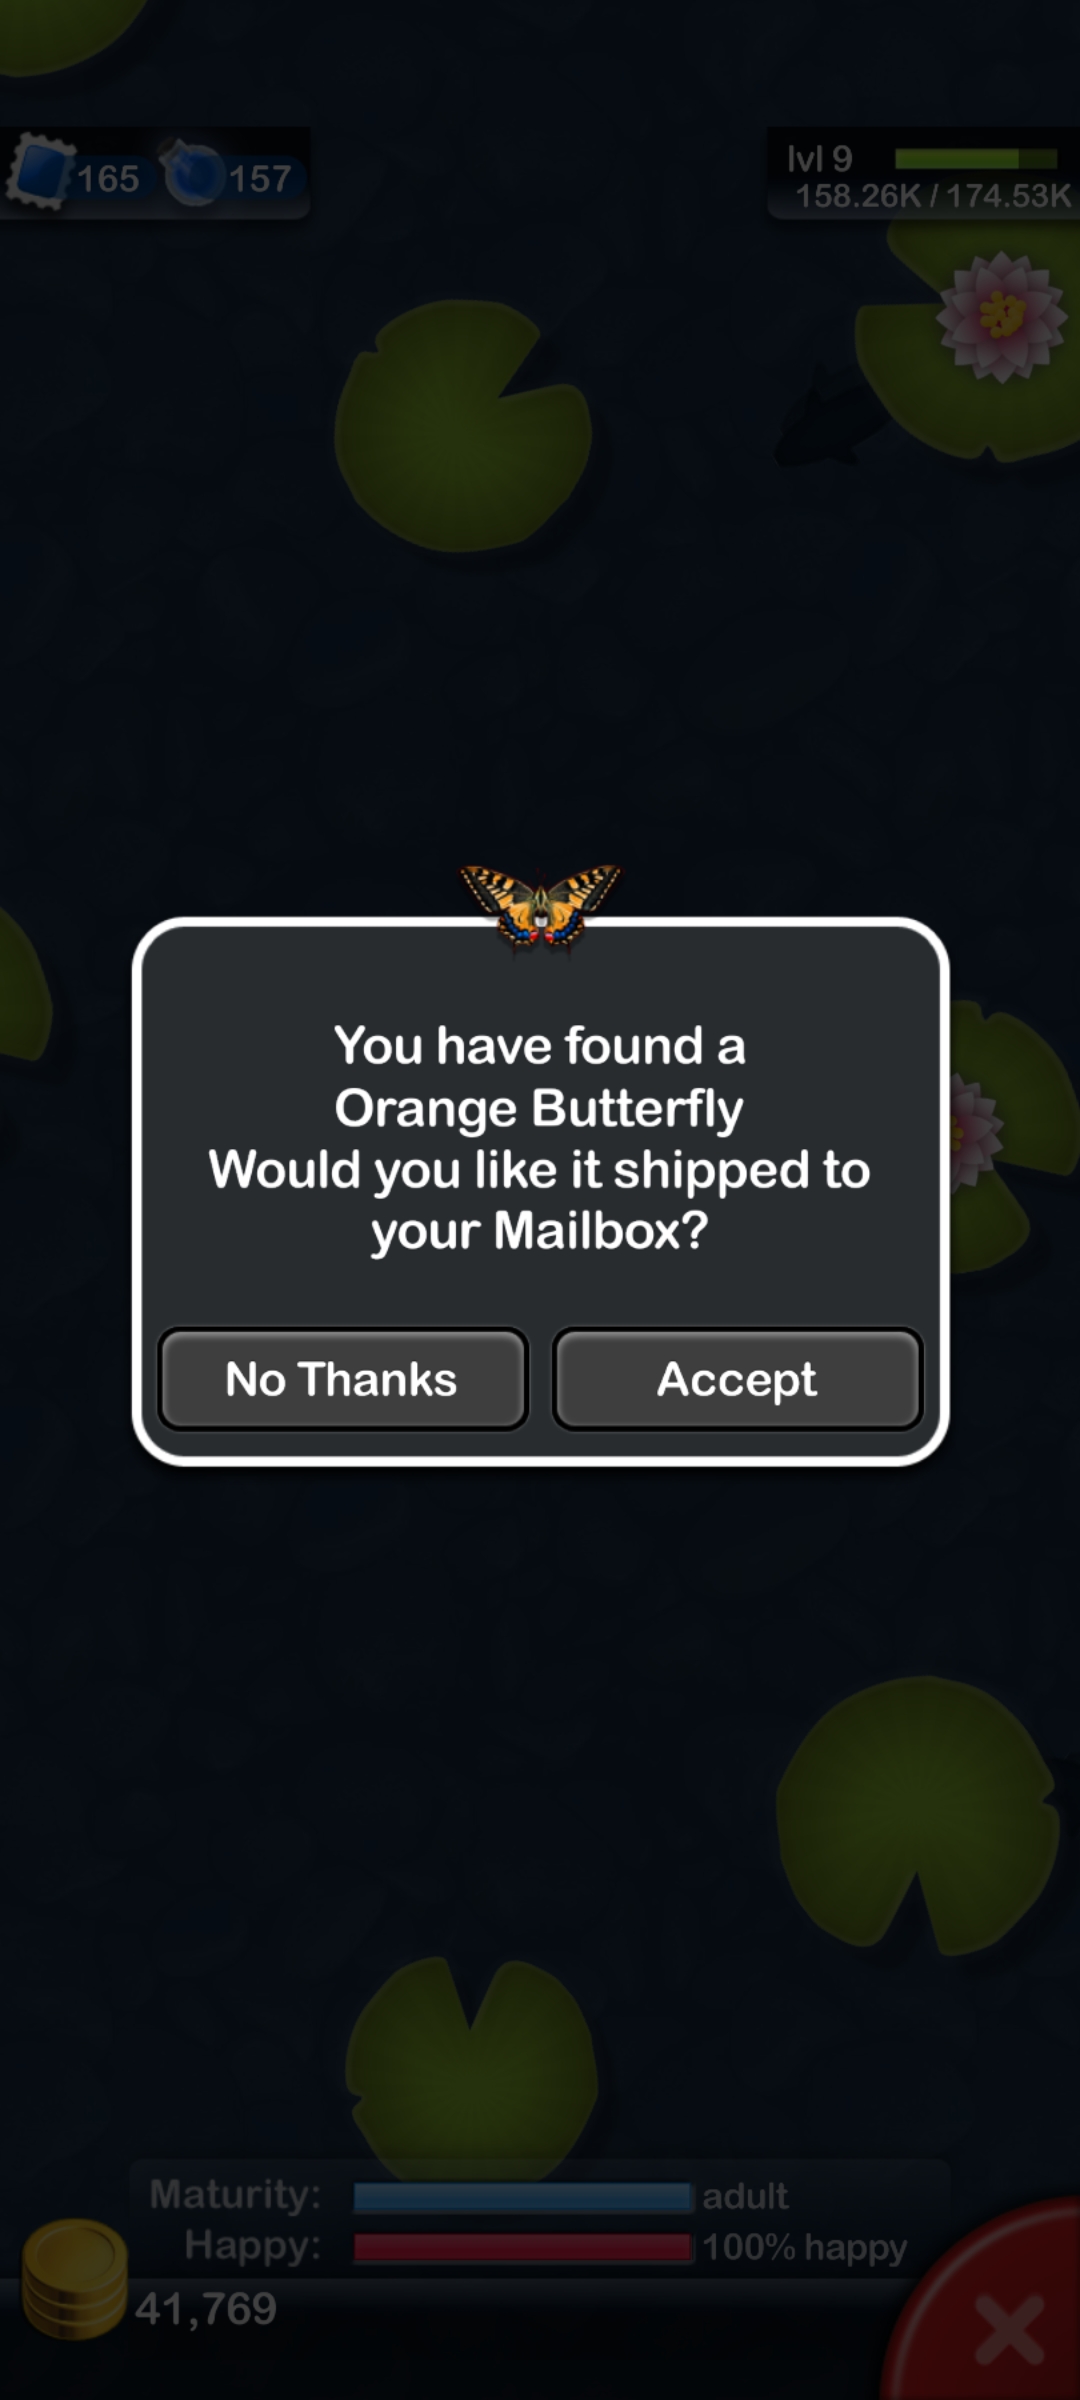 165 157
lvl 9
158.26K / 174.53K
You have found a
Orange Butterfly
Would you like it shipped to
your Mailbox?
No Thanks Accept
Maturity: adult
Happy: 100% happy
41,769